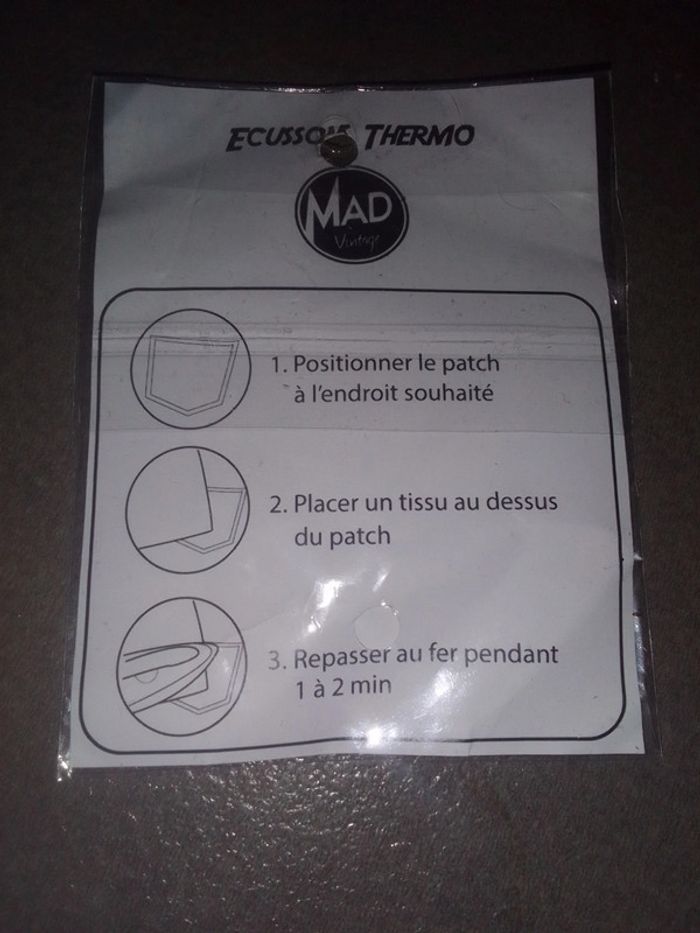 ECUSSON THERMO
MAD
Vintage
1. Positionner le patch
à l'endroit souhaité
2. Placer un tissu au dessus
du patch
3. Repasser au fer pendant
1 à 2 min